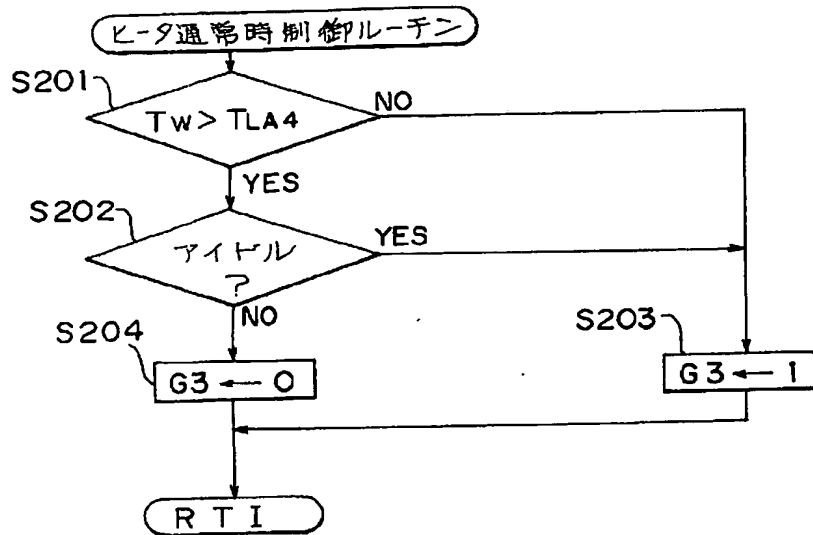 ヒータ通常時制御ルーチン
S201
TW> TLA4
NO
YES
S202
アイドル
?
YES
NO
S204
G3 ← 0
S203
G3 ← 1
RTI